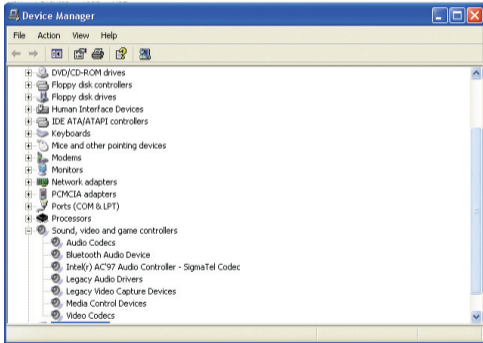 Device Manager
File Action View Help
DVD/CD-ROM drives
Floppy disk controllers
Floppy disk drives
Human Interface Devices
IDE ATA/ATAPI controllers
Keyboards
Mice and other pointing devices
Modems
Monitors
Network adapters
PCMCIA adapters
Ports (COM & LPT)
Processors
Sound, video and game controllers
Audio Codecs
Bluetooth Audio Device
Intel(r) AC'97 Audio Controller - SigmaTel Codec
Legacy Audio Drivers
Legacy Video Capture Devices
Media Control Devices
Video Codecs